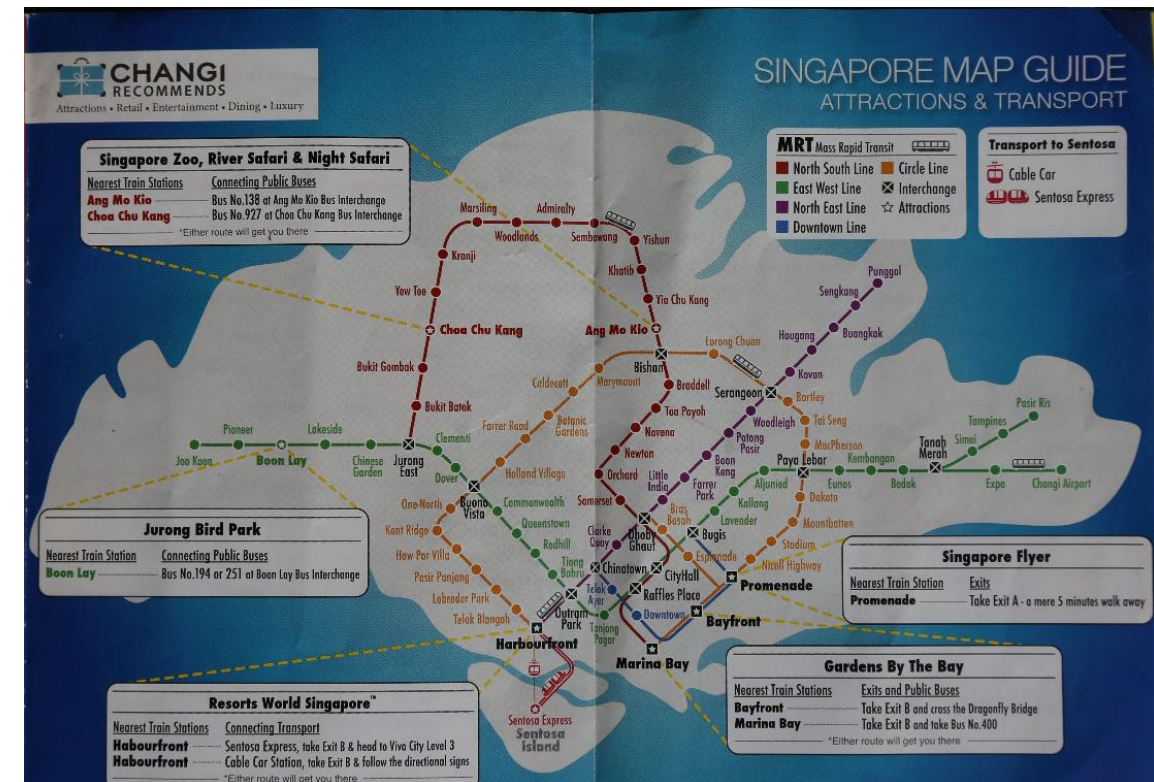 CHANGI
RECOMMENDS
Attractions • Retail • Entertainment • Dining • Luxury
SINGAPORE MAP GUIDE
ATTRACTIONS & TRANSPORT
MRT Mass Rapid Transit
North South Line
Circle Line
East West Line
Interchange
North East Line
Attractions
Downtown Line
Transport to Sentosa
Cable Car
Sentosa Express
Singapore Zoo, River Safari & Night Safari
Nearest Train Stations Connecting Public Buses
Ang Mo Kio Bus No.138 at Ang Mo Kio Bus Interchange
Choa Chu Kang Bus No.927 at Choa Chu Kang Bus Interchange
*Either route will get you there
Marsiling
Admiralty
Woodlands
Sembawang
Yishun
Kranji
Khatib
Yew Tee
Yio Chu Kang
Choa Chu Kang
Ang Mo Kio
Punggol
Sengkang
Buangkok
Hougang
Kovan
Lorong Chuan
Bishan
Marymount
Caldecott
Serangoon
Bukit Gombak
Braddell
Bartley
Bukit Batok
Botanic
Gardens
Farrer Road
Toa Payoh
Woodleigh
Tai Seng
Novena
Potong
Pasir
MacPherson
Pasir Ris
Tampines
Simei
Tanah
Merah
Pioneer
Lakeside
Clementi
Newton
Boon
Keng
Paya Lebar
Kembangan
Joo Koon
Boon Lay
Chinese
Garden
Jurong
East
Dover
Holland Village
Orchard
Little
India
Farrer
Park
Aljunied
Eunos
Bedok
Expo
Changi Airport
Buona
Vista
One-North
Commonwealth
Somerset
Kallang
Dakota
Kent Ridge
Queenstown
Clarke
Quay
Dhoby
Ghaut
Bras
Basah
Lavender
Bugis
Mountbatten
Haw Par Villa
Redhill
Stadium
Pasir Panjang
Tiong
Bahru
Chinatown
CityHall
Esplanade
Nicoll Highway
Labrador Park
Telok
Ayer
Raffles Place
Promenade
Telok Blangah
Outram
Park
Tanjong
Pagar
Downtown
Bayfront
Harbourfront
Marina Bay
Sentosa Express
Sentosa
Island
Jurong Bird Park
Nearest Train Station Connecting Public Buses
Boon Lay Bus No.194 or 251 at Boon Lay Bus Interchange
Singapore Flyer
Nearest Train Station Exits
Promenade Take Exit A - a mere 5 minutes walk away
Gardens By The Bay
Nearest Train Stations Exits and Public Buses
Bayfront Take Exit B and cross the Dragonfly Bridge
Marina Bay Take Exit B and take Bus No.400
*Either route will get you there
Resorts World Singapore™
Nearest Train Stations Connecting Transport
Habourfront Sentosa Express, take Exit B & head to Vivo City Level 3
Habourfront Cable Car Station, take Exit B & follow the directional signs
*Either route will get you there